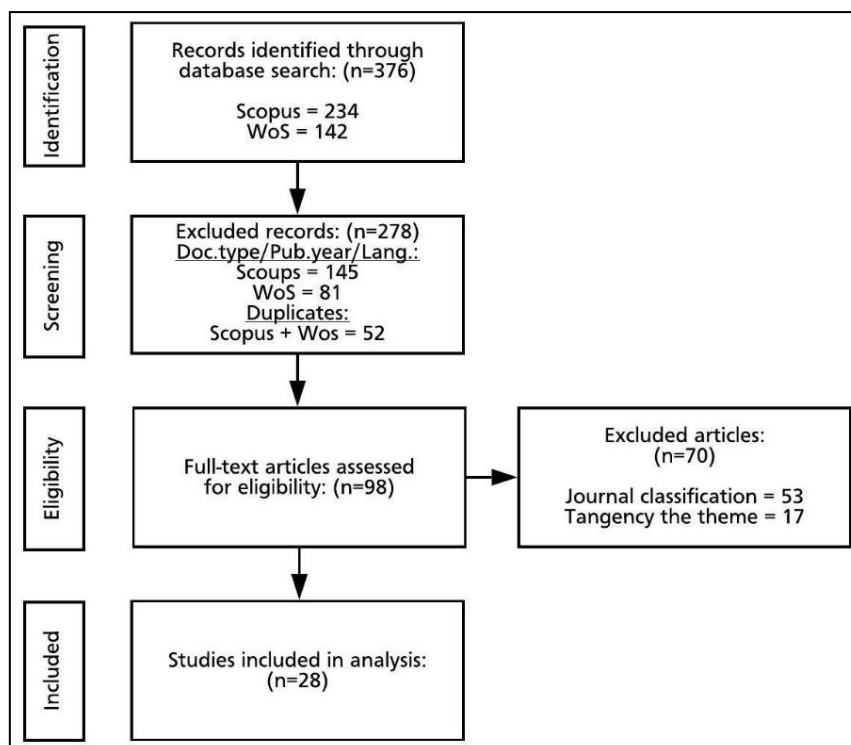 Identification
Records identified through
database search: (n=376)
Scopus = 234
WoS = 142
Screening
Excluded records: (n=278)
Doc.type/Pub.year/Lang.:
Scoups = 145
WoS = 81
Duplicates:
Scopus + Wos = 52
Eligibility
Full-text articles assessed
for eligibility: (n=98)
Excluded articles:
(n=70)
Journal classification = 53
Tangency the theme = 17
Included
Studies included in analysis:
(n=28)